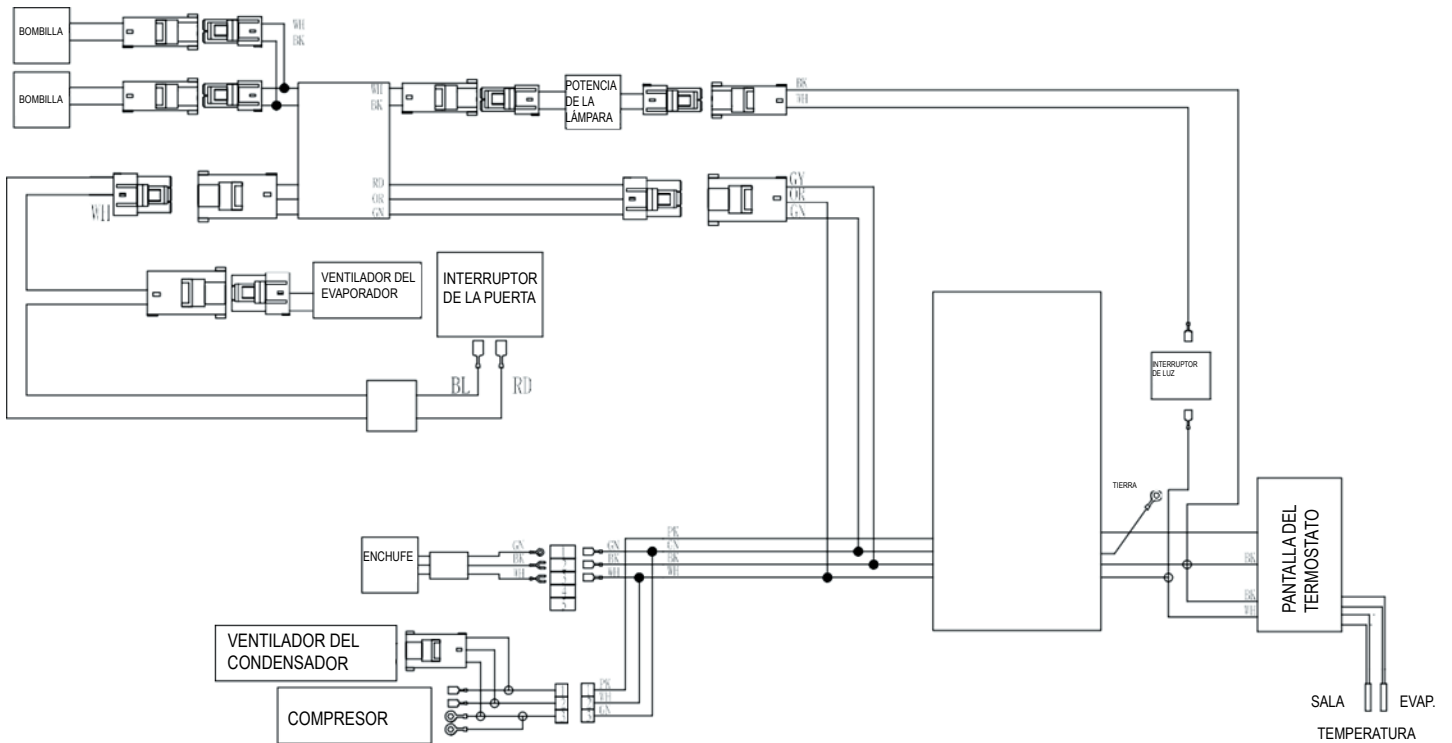 BOMBILLA
WH
BK
BOMBILLA
WH
BK
POTENCIA
DE LA
LÁMPARA
BK
WH
WH
RD
OR
GN
GY
OR
GN
VENTILADOR DEL
EVAPORADOR
INTERRUPTOR
DE LA PUERTA
BL
RD
INTERRUPTOR
DE LUZ
TIERRA
ENCHUFE
GN
BK
WH
1
2
3
4
5
GN
BK
WH
PK
GN
BK
WH
BK
BK
WH
PANTALLA DEL
TERMOSTATO
VENTILADOR DEL
CONDENSADOR
COMPRESOR
PK
WH
GN
SALA
EVAP.
TEMPERATURA